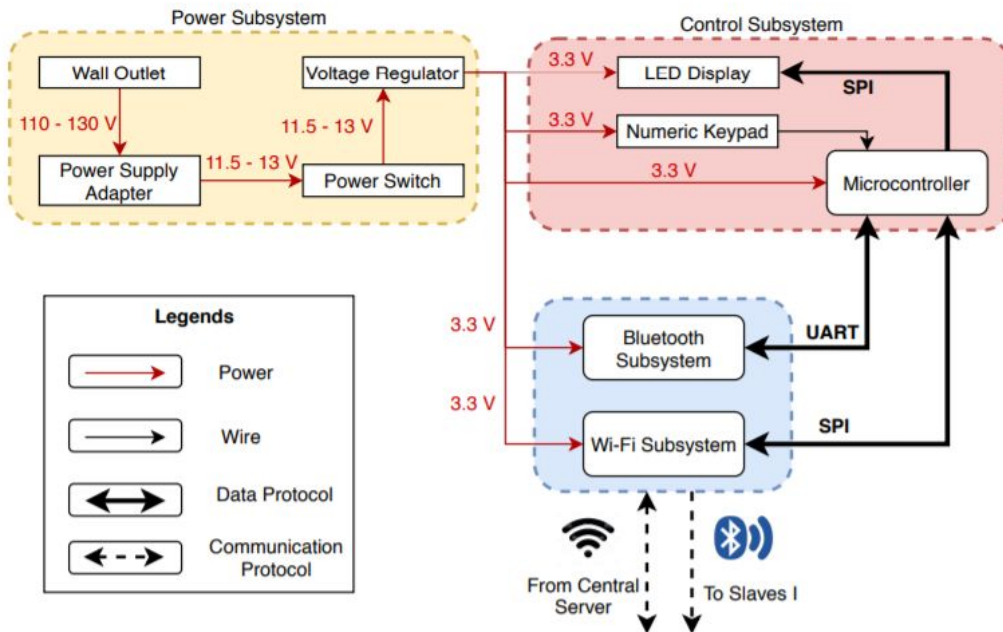 Power Subsystem
Control Subsystem
Wall Outlet
Voltage Regulator
3.3 V
LED Display
SPI
110 - 130 V
11.5 - 13 V
3.3 V
Numeric Keypad
Power Supply
Adapter
11.5 - 13 V
Power Switch
3.3 V
Microcontroller
Legends
Power
Wire
Data Protocol
Communication
Protocol
3.3 V
Bluetooth
Subsystem
UART
3.3 V
Wi-Fi Subsystem
SPI
From Central
Server
To Slaves I